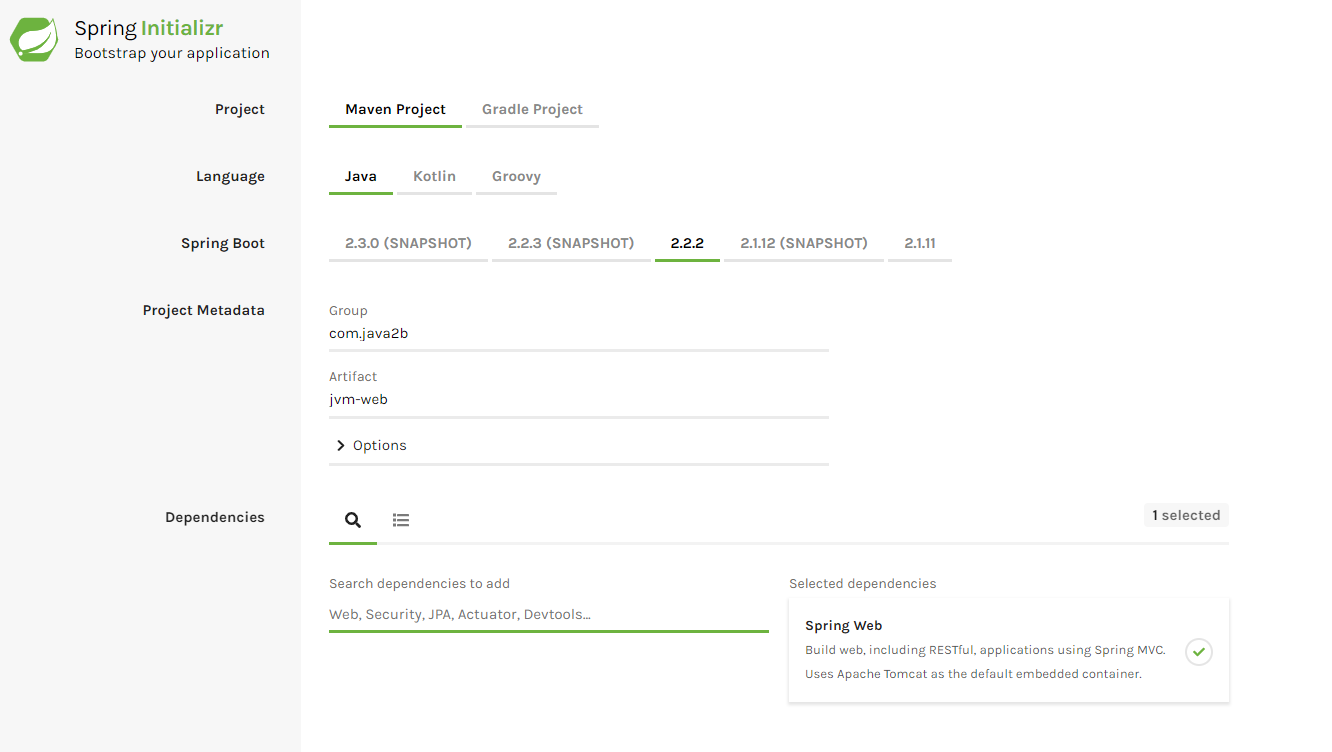 Spring Initializr
Bootstrap your application
Project
Maven Project Gradle Project
Language
Java Kotlin Groovy
Spring Boot
2.3.0 (SNAPSHOT) 2.2.3 (SNAPSHOT) 2.2.2 2.1.12 (SNAPSHOT) 2.1.11
Project Metadata
Group
com.java2b
Artifact
jvm-web
Options
Dependencies
1 selected
Search dependencies to add
Web, Security, JPA, Actuator, Devtools...
Selected dependencies
Spring Web
Build web, including RESTful, applications using Spring MVC.
Uses Apache Tomcat as the default embedded container.